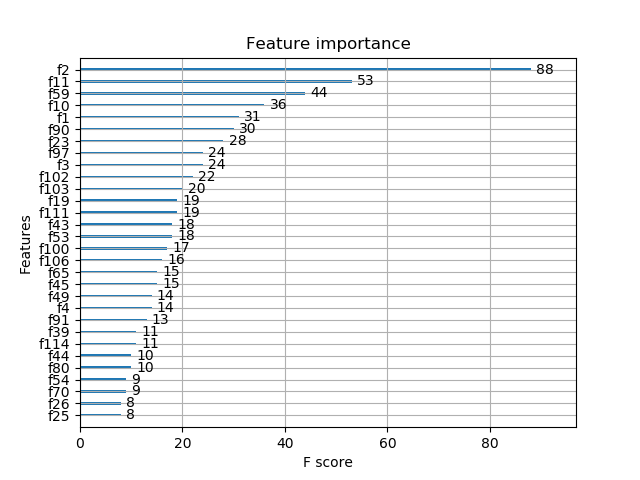 Feature importance
f2 88
f11 53
f59 44
f10 36
f1 31
f90 30
f23 28
f97 24
f3 24
f102 22
f103 20
f19 19
f111 19
f43 18
f53 18
f100 17
f106 16
f65 15
f45 15
f49 14
f4 14
f91 13
f39 11
f114 11
f44 10
f80 10
f54 9
f70 9
f26 8
f25 8
Features
0 20 40 60 80
F score